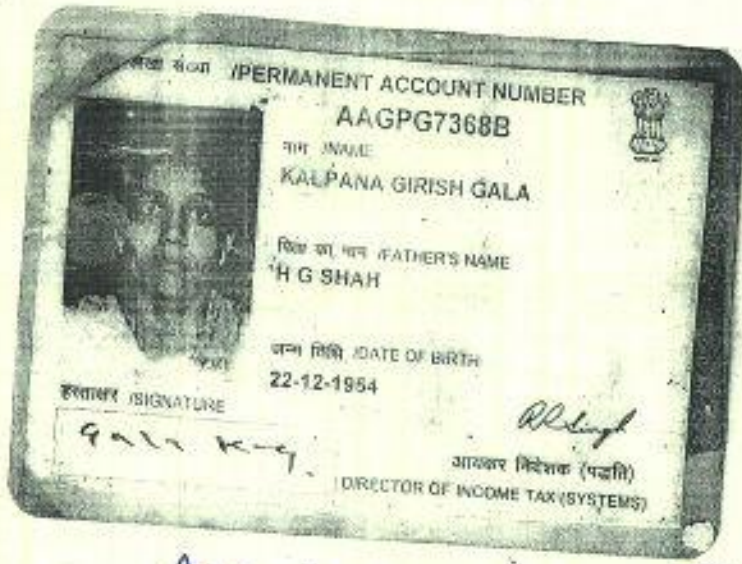 लेखा संख्या /PERMANENT ACCOUNT NUMBER
AAGPG7368B
नाम /NAME
KALPANA GIRISH GALA
पिता का नाम /FATHER'S NAME
H G SHAH
जन्म तिथि /DATE OF BIRTH
22-12-1954
हस्ताक्षर /SIGNATURE
Gala K-G.
आयकर निदेशक (पद्धति)
DIRECTOR OF INCOME TAX (SYSTEMS)